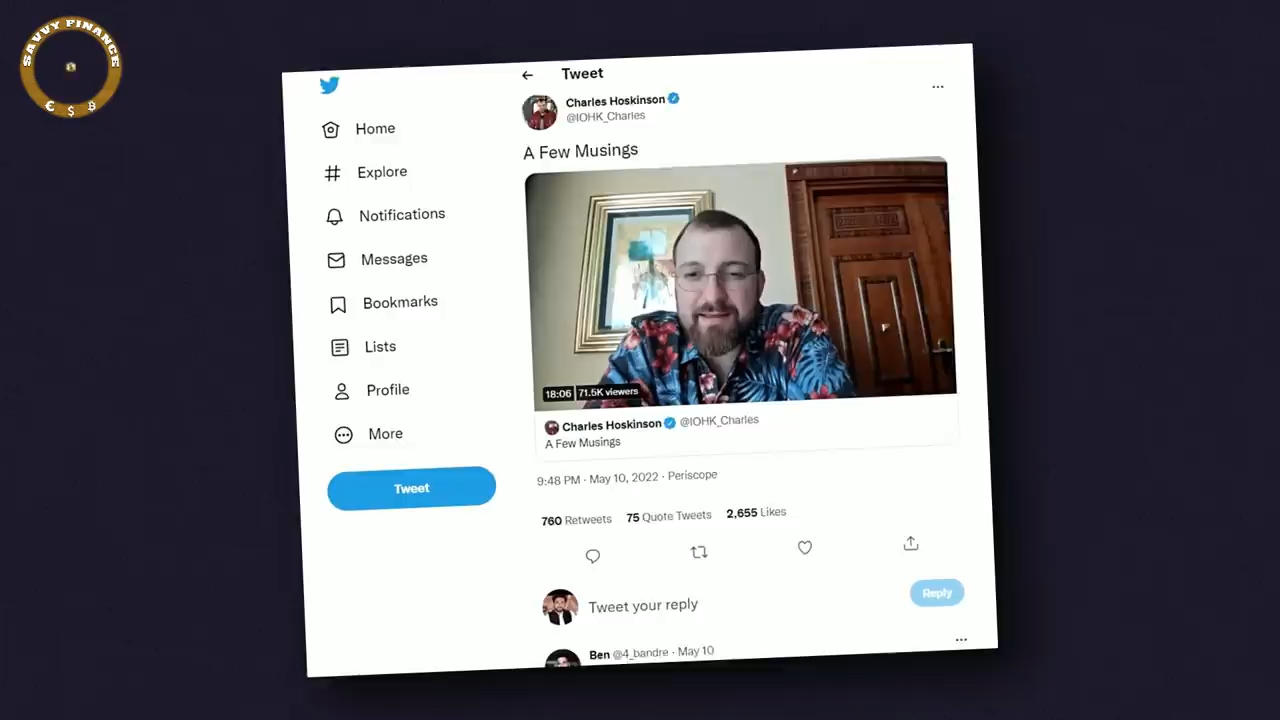 SAVVY FINANCE
€ $ ₿
Tweet
Charles Hoskinson
@IOHK_Charles
A Few Musings
Home
Explore
Notifications
Messages
Bookmarks
Lists
Profile
More
Tweet
18:06 71.5K viewers
Charles Hoskinson @IOHK_Charles
A Few Musings
9:48 PM · May 10, 2022 · Periscope
760 Retweets 75 Quote Tweets 2,655 Likes
Tweet your reply
Reply
Ben @4_bandre · May 10